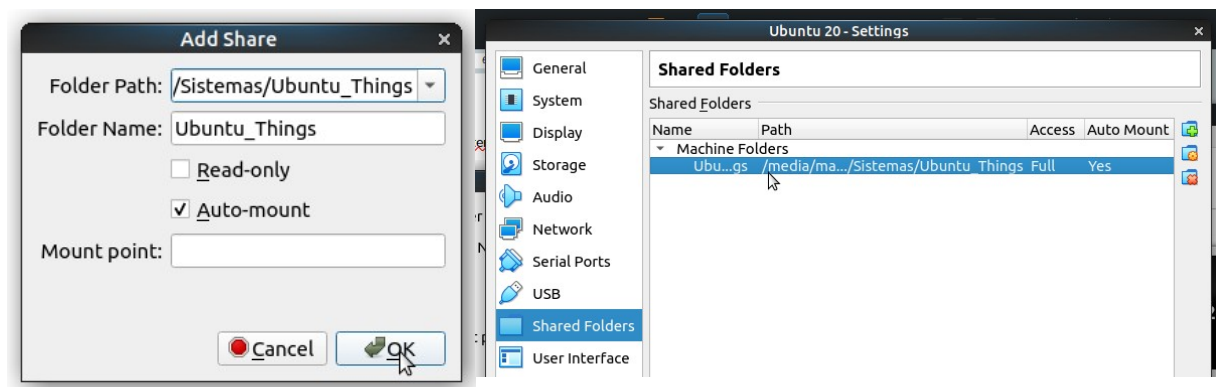 Add Share
Folder Path: /Sistemas/Ubuntu_Things
Folder Name: Ubuntu_Things
Read-only
Auto-mount
Mount point:
Cancel OK
Ubuntu 20 - Settings
General
System
Display
Storage
Audio
Network
Serial Ports
USB
Shared Folders
User Interface
Shared Folders
Shared Folders
Name Path Access Auto Mount
Machine Folders
Ubu...gs /media/ma.../Sistemas/Ubuntu_Things Full Yes